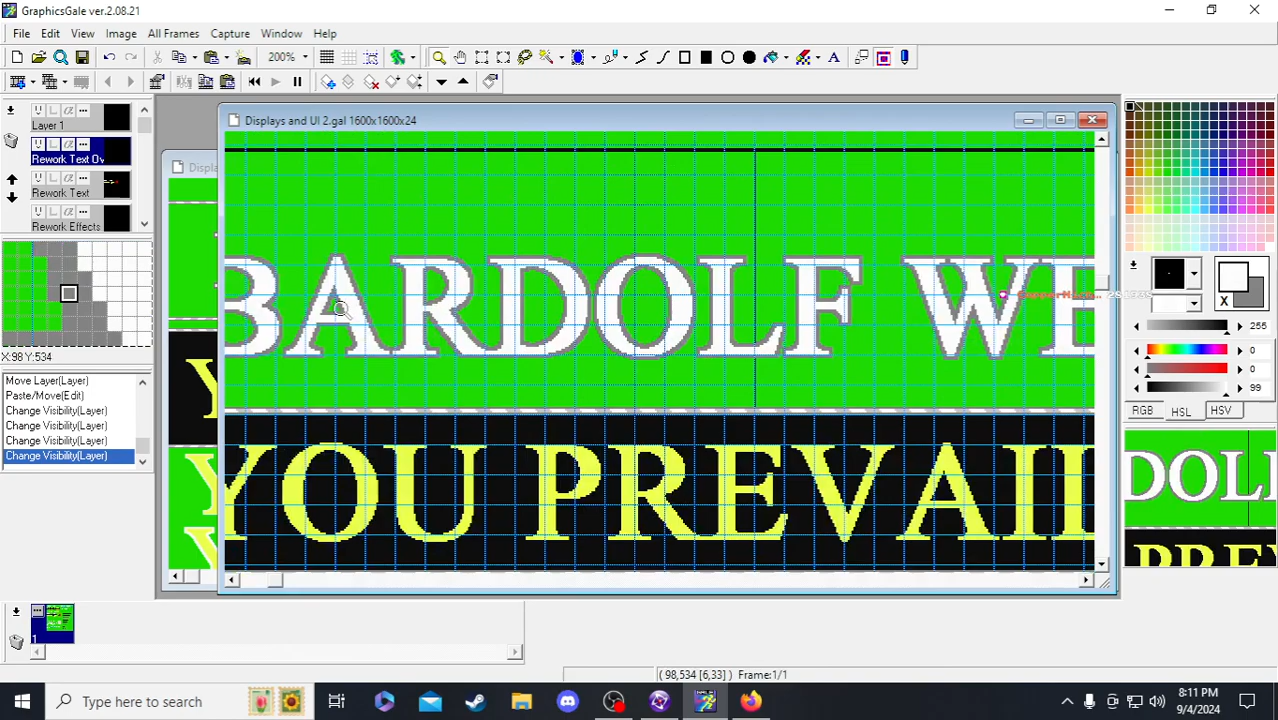 GraphicsGale ver.2.08.21
File Edit View Image All Frames Capture Window Help
200%
Layer 1
Rework Text Ov
Rework Text
Rework Effects
X:98 Y:534
Move Layer(Layer)
Paste/Move(Edit)
Change Visibility(Layer)
Change Visibility(Layer)
Change Visibility(Layer)
Change Visibility(Layer)
Displays and UI 2.gal 1600x1600x24
Displa
BARDOLF WE
YOU PREVAIL
X
255
0
0
99
RGB HSL HSV
DOLF
PREV
1
( 98,534 [6,33] ) Frame:1/1
Type here to search
8:11 PM
9/4/2024